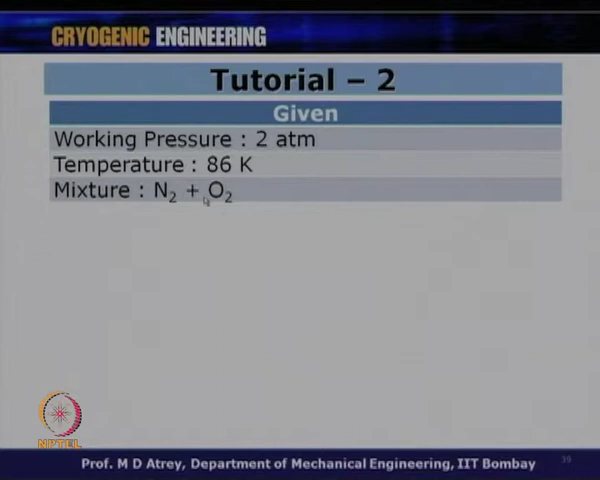 CRYOGENIC ENGINEERING
Tutorial – 2
Given
Working Pressure : 2 atm
Temperature : 86 K
Mixture : N₂ + O₂
NPTEL
Prof. M D Atrey, Department of Mechanical Engineering, IIT Bombay
39